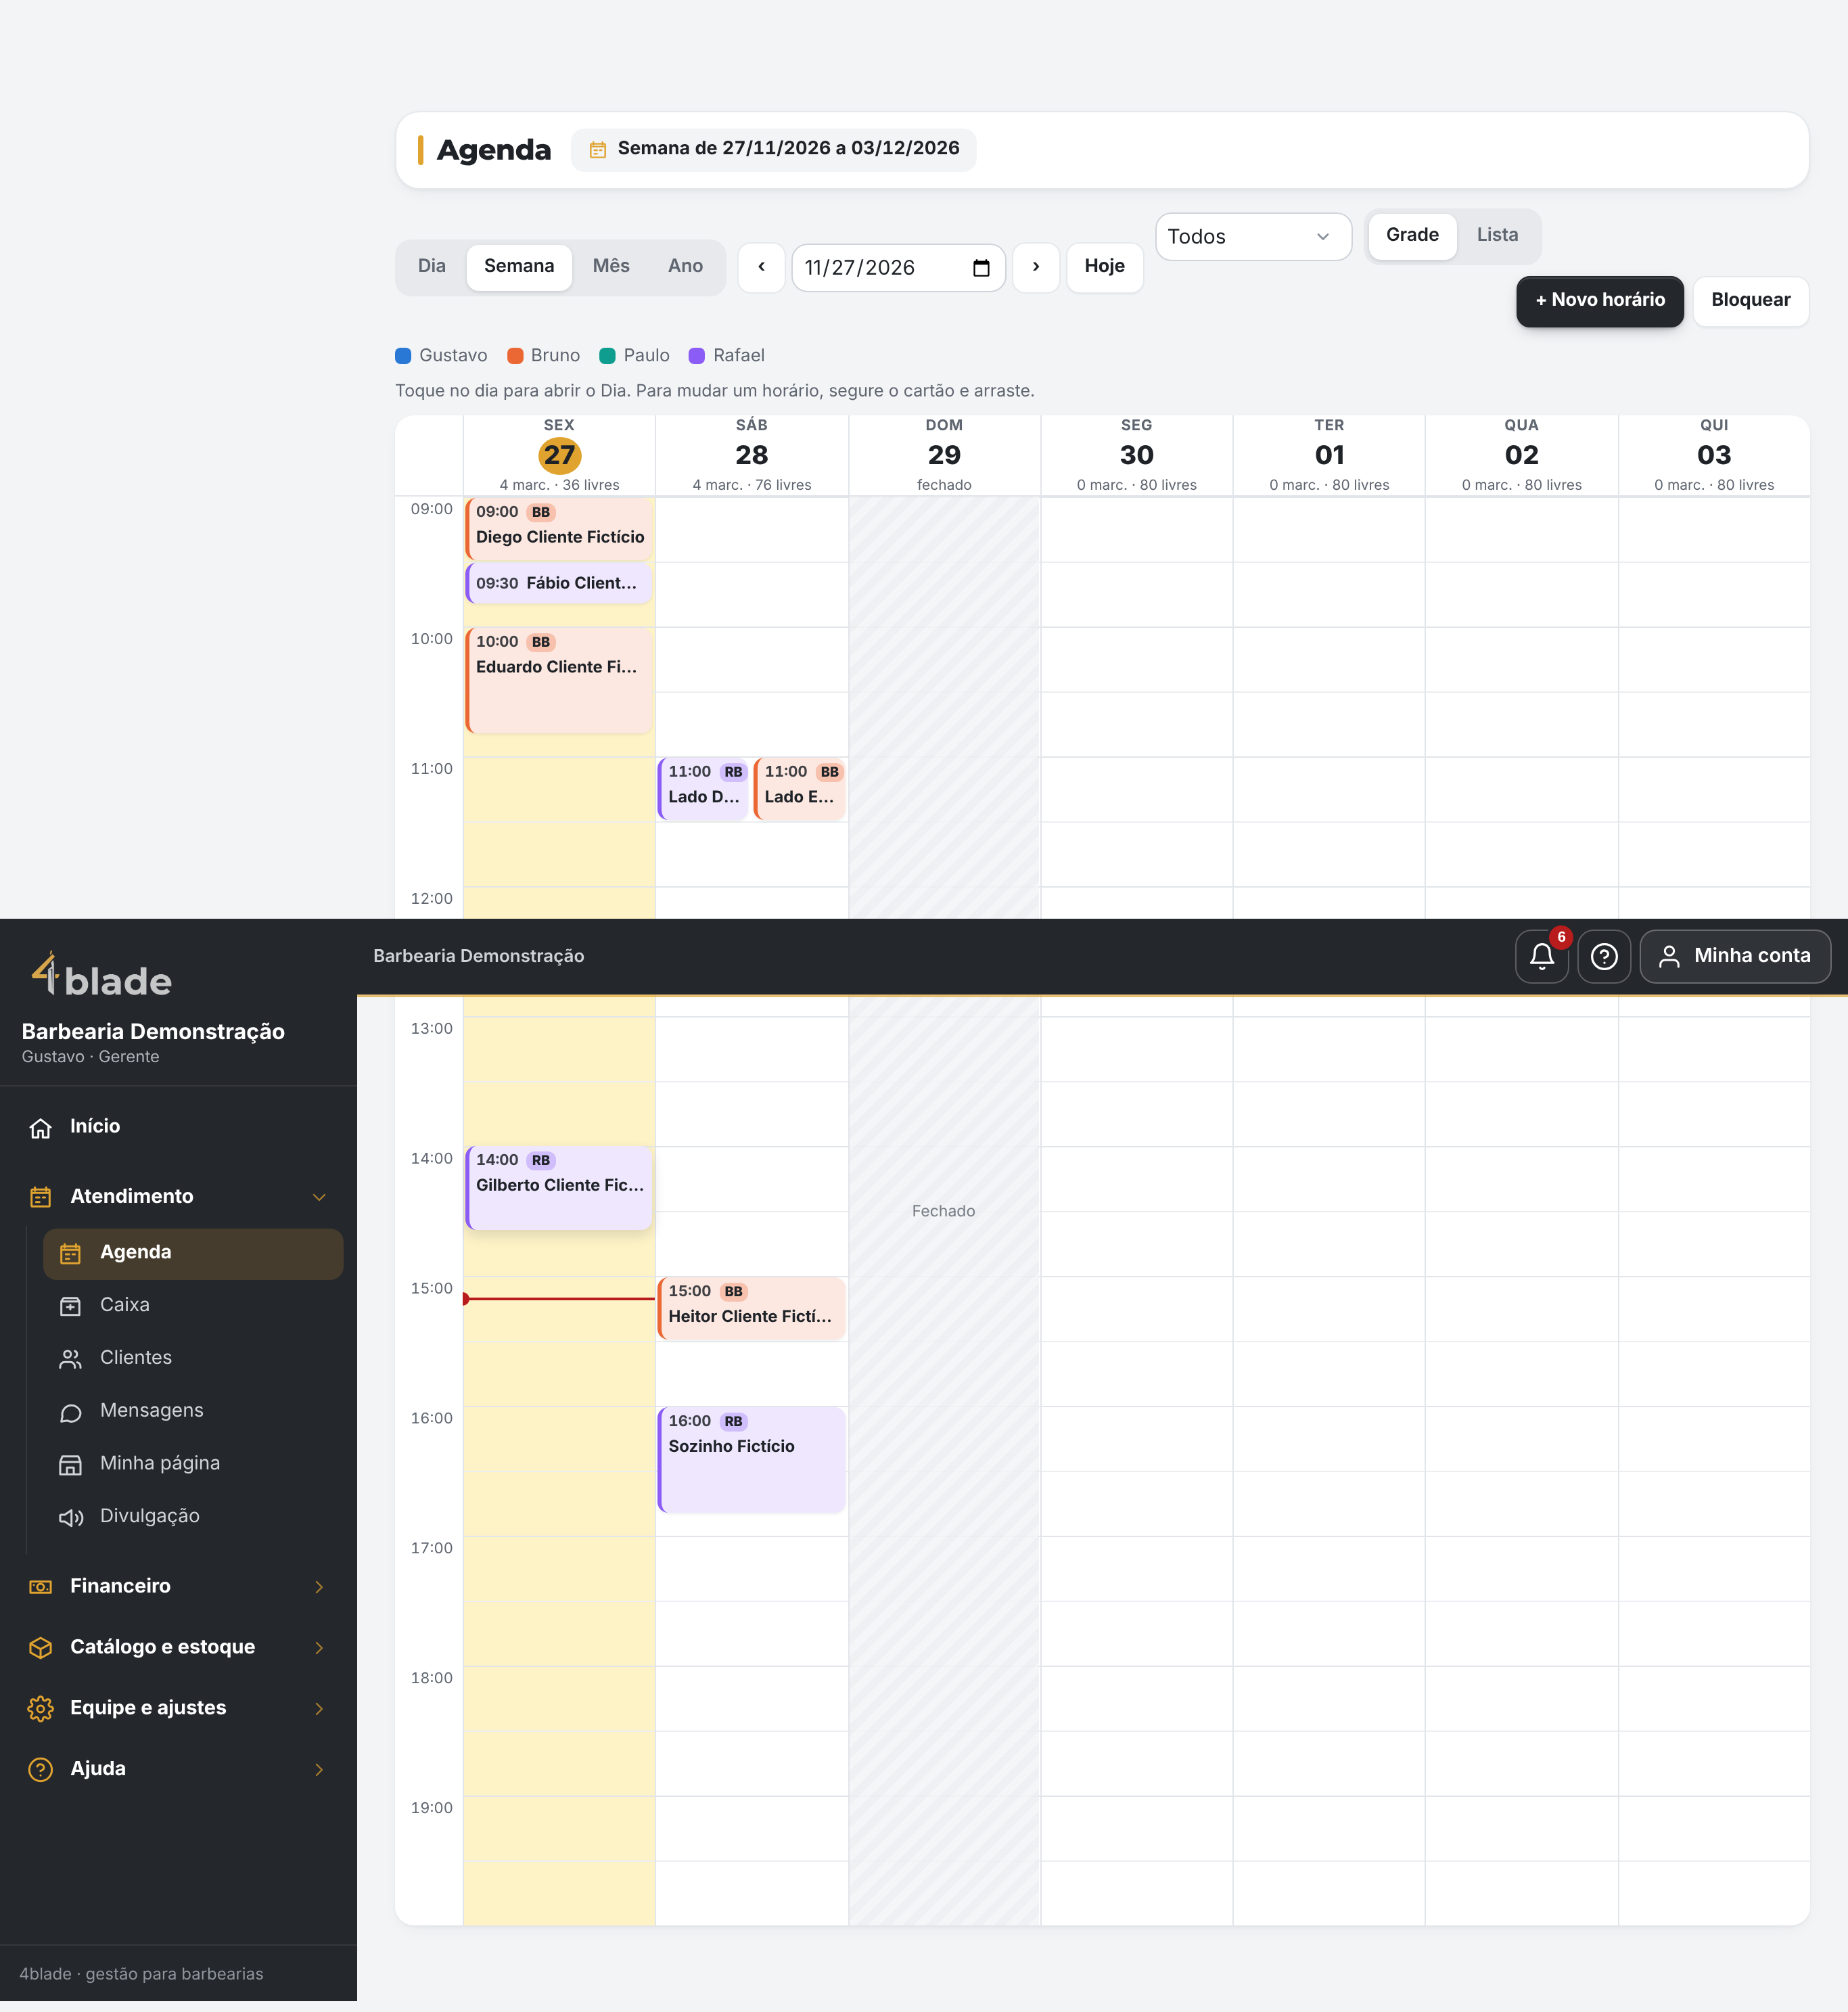 Agenda
Semana de 27/11/2026 a 03/12/2026
Dia Semana Mês Ano ‹ 11/27/2026 › Hoje Todos Grade Lista
+ Novo horário Bloquear
Gustavo Bruno Paulo Rafael
Toque no dia para abrir o Dia. Para mudar um horário, segure o cartão e arraste.
SEX SÁB DOM SEG TER QUA QUI
27 28 29 30 01 02 03
4 marc. · 36 livres 4 marc. · 76 livres fechado 0 marc. · 80 livres 0 marc. · 80 livres 0 marc. · 80 livres 0 marc. · 80 livres
09:00
09:00 BB
Diego Cliente Fictício
09:30 Fábio Client...
10:00
10:00 BB
Eduardo Cliente Fi...
11:00
11:00 RB
Lado D...
11:00 BB
Lado E...
12:00
4blade
Barbearia Demonstração
Gustavo · Gerente
Barbearia Demonstração
6
Minha conta
Início
Atendimento
Agenda
Caixa
Clientes
Mensagens
Minha página
Divulgação
Financeiro
Catálogo e estoque
Equipe e ajustes
Ajuda
4blade · gestão para barbearias
13:00
14:00
14:00 RB
Gilberto Cliente Fic...
Fechado
15:00
15:00 BB
Heitor Cliente Fictí...
16:00
16:00 RB
Sozinho Fictício
17:00
18:00
19:00